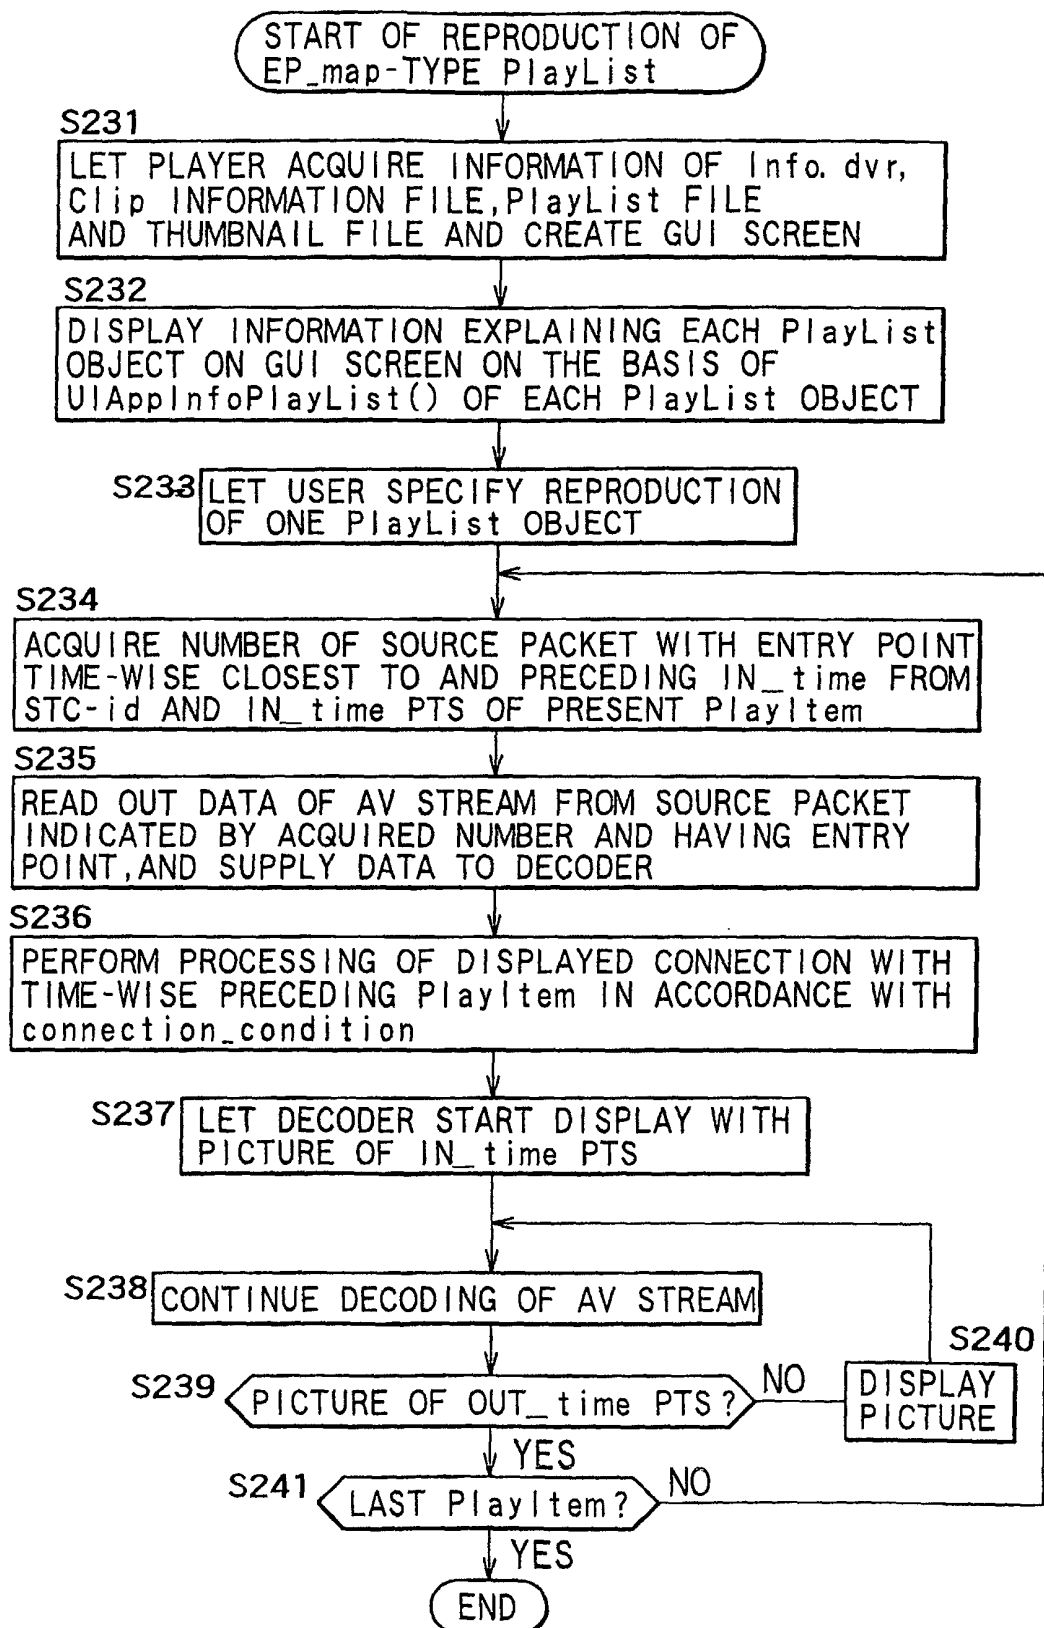 START OF REPRODUCTION OF
EP_map-TYPE PlayList
S231
LET PLAYER ACQUIRE INFORMATION OF Info.dvr,
Clip INFORMATION FILE,PlayList FILE
AND THUMBNAIL FILE AND CREATE GUI SCREEN
S232
DISPLAY INFORMATION EXPLAINING EACH PlayList
OBJECT ON GUI SCREEN ON THE BASIS OF
UIAppInfoPlayList() OF EACH PlayList OBJECT
S233
LET USER SPECIFY REPRODUCTION
OF ONE PlayList OBJECT
S234
ACQUIRE NUMBER OF SOURCE PACKET WITH ENTRY POINT
TIME-WISE CLOSEST TO AND PRECEDING IN_time FROM
STC-id AND IN_time PTS OF PRESENT PlayItem
S235
READ OUT DATA OF AV STREAM FROM SOURCE PACKET
INDICATED BY ACQUIRED NUMBER AND HAVING ENTRY
POINT,AND SUPPLY DATA TO DECODER
S236
PERFORM PROCESSING OF DISPLAYED CONNECTION WITH
TIME-WISE PRECEDING PlayItem IN ACCORDANCE WITH
connection_condition
S237
LET DECODER START DISPLAY WITH
PICTURE OF IN_time PTS
S238
CONTINUE DECODING OF AV STREAM
S239
PICTURE OF OUT_time PTS?
NO
S240
DISPLAY
PICTURE
YES
S241
LAST PlayItem?
NO
YES
END